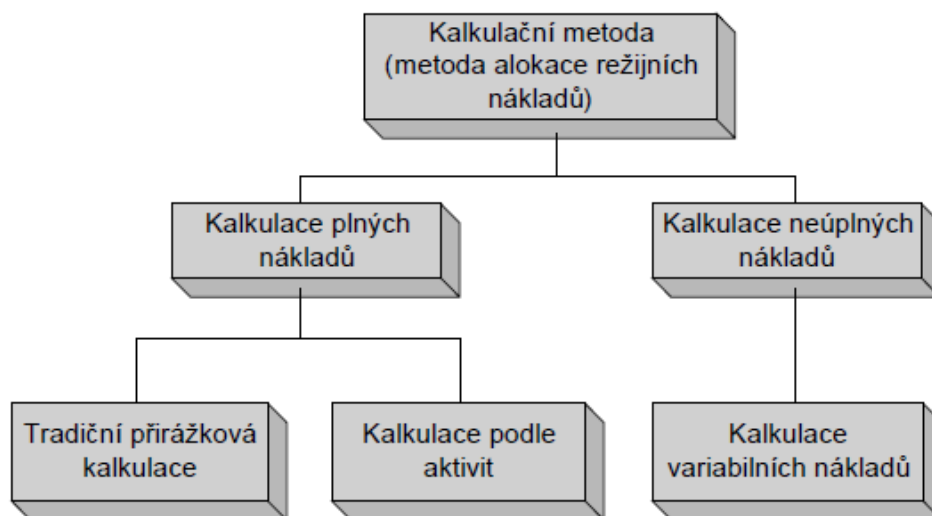 Kalkulační metoda
(metoda alokace režijních
nákladů)
Kalkulace plných
nákladů
Kalkulace neúplných
nákladů
Tradiční přirážková
kalkulace
Kalkulace podle
aktivit
Kalkulace
variabilních nákladů